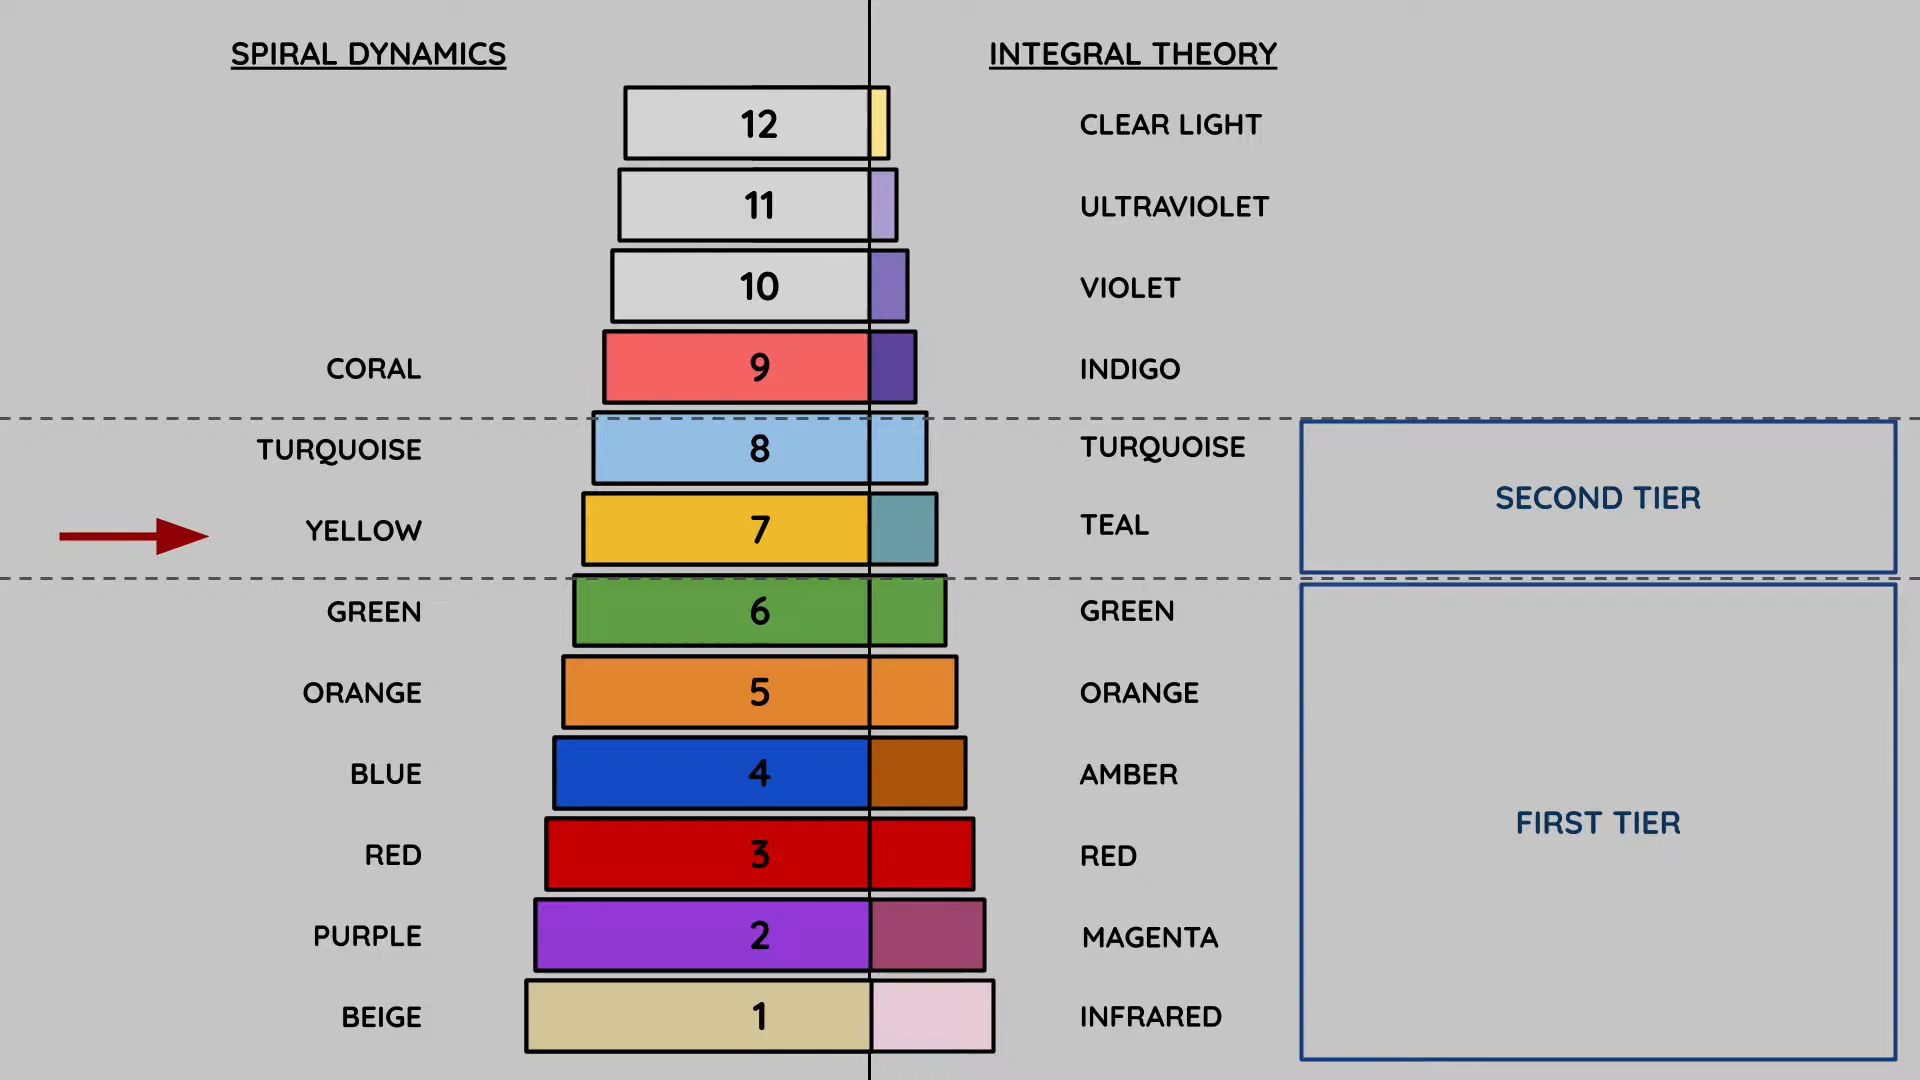 SPIRAL DYNAMICS
INTEGRAL THEORY
12 CLEAR LIGHT
11 ULTRAVIOLET
10 VIOLET
CORAL 9 INDIGO
TURQUOISE 8 TURQUOISE
SECOND TIER
YELLOW 7 TEAL
GREEN 6 GREEN
ORANGE 5 ORANGE
BLUE 4 AMBER
FIRST TIER
RED 3 RED
PURPLE 2 MAGENTA
BEIGE 1 INFRARED